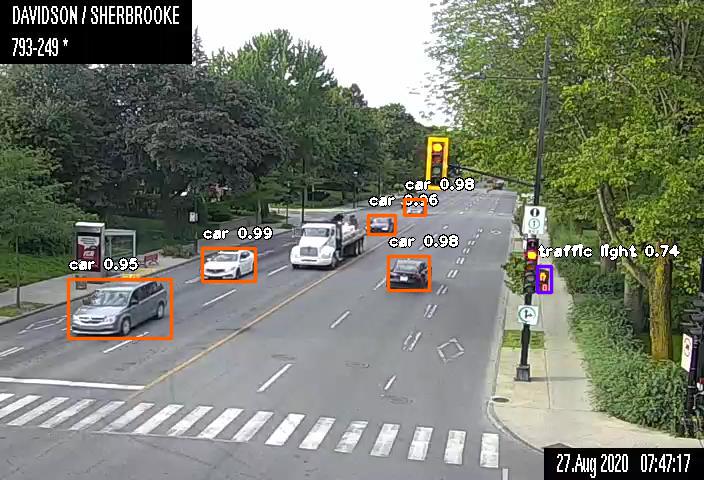 DAVIDSON / SHERBROOKE
793-249 *
car 0.98
car 0.96
car 0.99
car 0.98
traffic light 0.74
car 0.95
27.Aug 2020 07:47:17